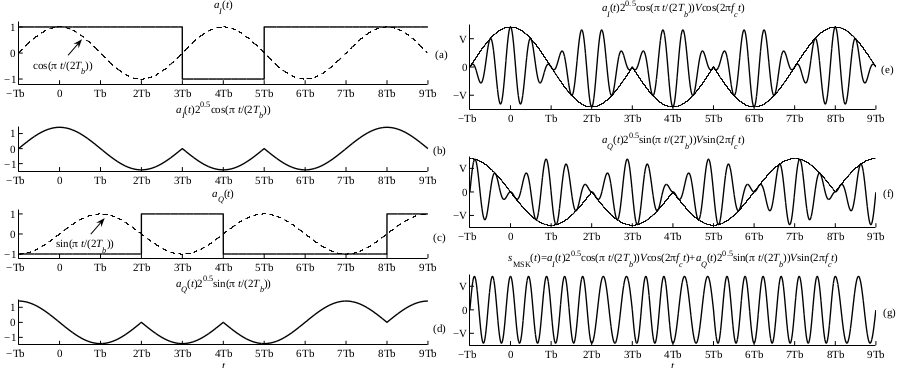 a_I(t)
1
0
−1
cos(π t/(2T_b))
(a)
−Tb 0 Tb 2Tb 3Tb 4Tb 5Tb 6Tb 7Tb 8Tb 9Tb
a_I(t)2^0.5cos(π t/(2T_b))
1
0
−1
(b)
−Tb 0 Tb 2Tb 3Tb 4Tb 5Tb 6Tb 7Tb 8Tb 9Tb
a_Q(t)
1
0
−1
sin(π t/(2T_b))
(c)
−Tb 0 Tb 2Tb 3Tb 4Tb 5Tb 6Tb 7Tb 8Tb 9Tb
a_Q(t)2^0.5sin(π t/(2T_b))
1
0
−1
(d)
−Tb 0 Tb 2Tb 3Tb 4Tb 5Tb 6Tb 7Tb 8Tb 9Tb
t
a_I(t)2^0.5cos(π t/(2T_b))Vcos(2πf_c t)
V
0
−V
(e)
−Tb 0 Tb 2Tb 3Tb 4Tb 5Tb 6Tb 7Tb 8Tb 9Tb
a_Q(t)2^0.5sin(π t/(2T_b))Vsin(2πf_c t)
V
0
−V
(f)
−Tb 0 Tb 2Tb 3Tb 4Tb 5Tb 6Tb 7Tb 8Tb 9Tb
s_MSK(t)=a_I(t)2^0.5cos(π t/(2T_b))Vcos(2πf_c t)+a_Q(t)2^0.5sin(π t/(2T_b))Vsin(2πf_c t)
V
0
−V
(g)
−Tb 0 Tb 2Tb 3Tb 4Tb 5Tb 6Tb 7Tb 8Tb 9Tb
t